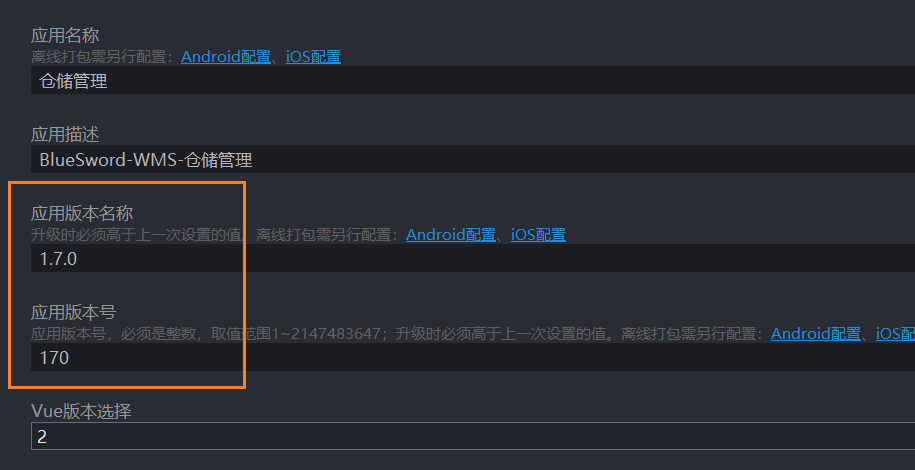 应用名称
离线打包需另行配置：Android配置、iOS配置
仓储管理
应用描述
BlueSword-WMS-仓储管理
应用版本名称
升级时必须高于上一次设置的值。离线打包需另行配置：Android配置、iOS配置
1.7.0
应用版本号
应用版本号，必须是整数，取值范围1~2147483647；升级时必须高于上一次设置的值。离线打包需另行配置：Android配置、iOS配
170
Vue版本选择
2